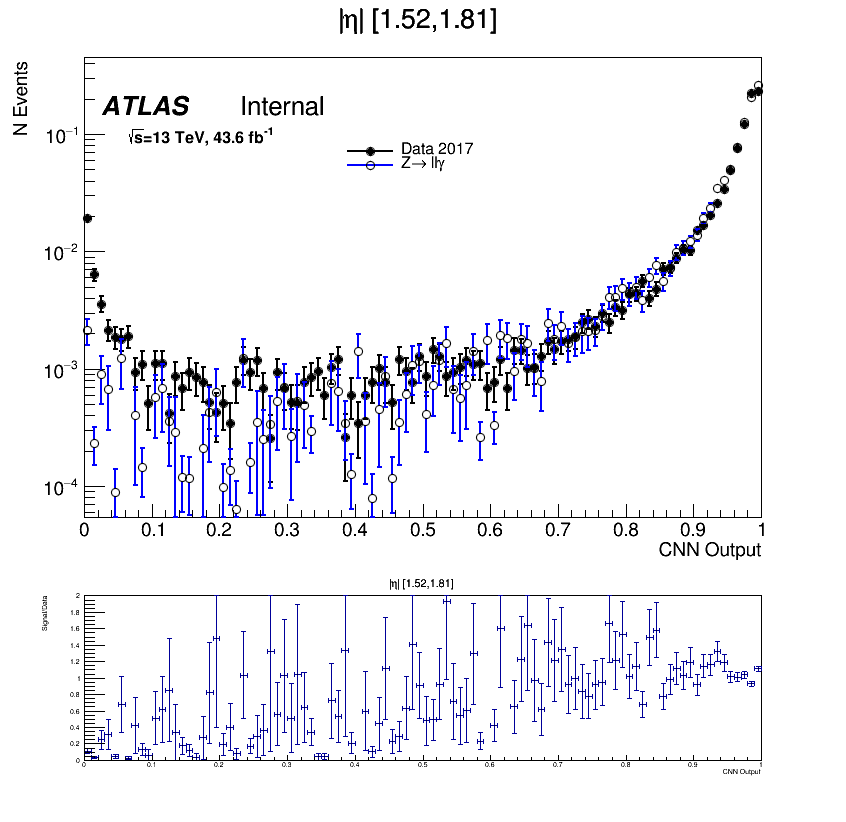 |η| [1.52,1.81]
N Events
ATLAS Internal
√s=13 TeV, 43.6 fb⁻¹
Data 2017
Z→ llγ
10⁻¹
10⁻²
10⁻³
10⁻⁴
0 0.1 0.2 0.3 0.4 0.5 0.6 0.7 0.8 0.9 1
CNN Output
|η| [1.52,1.81]
Signal/Data
2
1.8
1.6
1.4
1.2
1
0.8
0.6
0.4
0.2
0
0 0.1 0.2 0.3 0.4 0.5 0.6 0.7 0.8 0.9 1
CNN Output